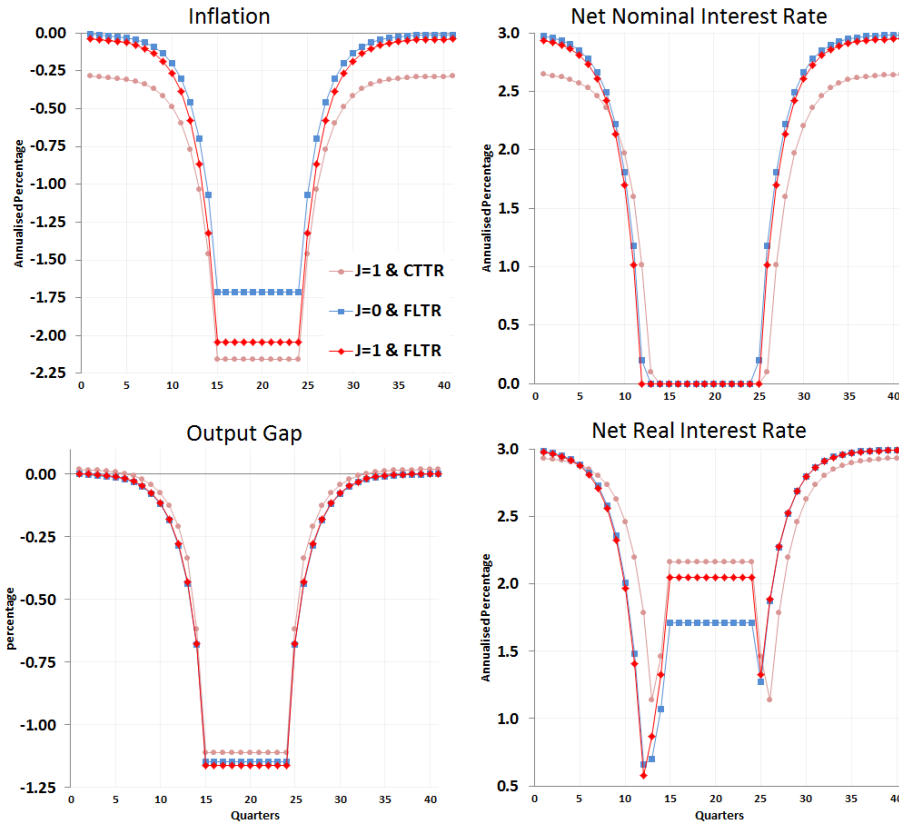 Inflation
0.00
-0.25
-0.50
-0.75
-1.00
-1.25
-1.50
-1.75
-2.00
-2.25
Annualised Percentage
J=1 & CTTR
J=0 & FLTR
J=1 & FLTR
0 5 10 15 20 25 30 35 40
Net Nominal Interest Rate
3.0
2.5
2.0
1.5
1.0
0.5
0.0
Annualised Percentage
0 5 10 15 20 25 30 35 40
Output Gap
0.00
-0.25
-0.50
-0.75
-1.00
-1.25
percentage
0 5 10 15 20 25 30 35 40
Quarters
Net Real Interest Rate
3.0
2.5
2.0
1.5
1.0
0.5
Annualised Percentage
0 5 10 15 20 25 30 35 40
Quarters